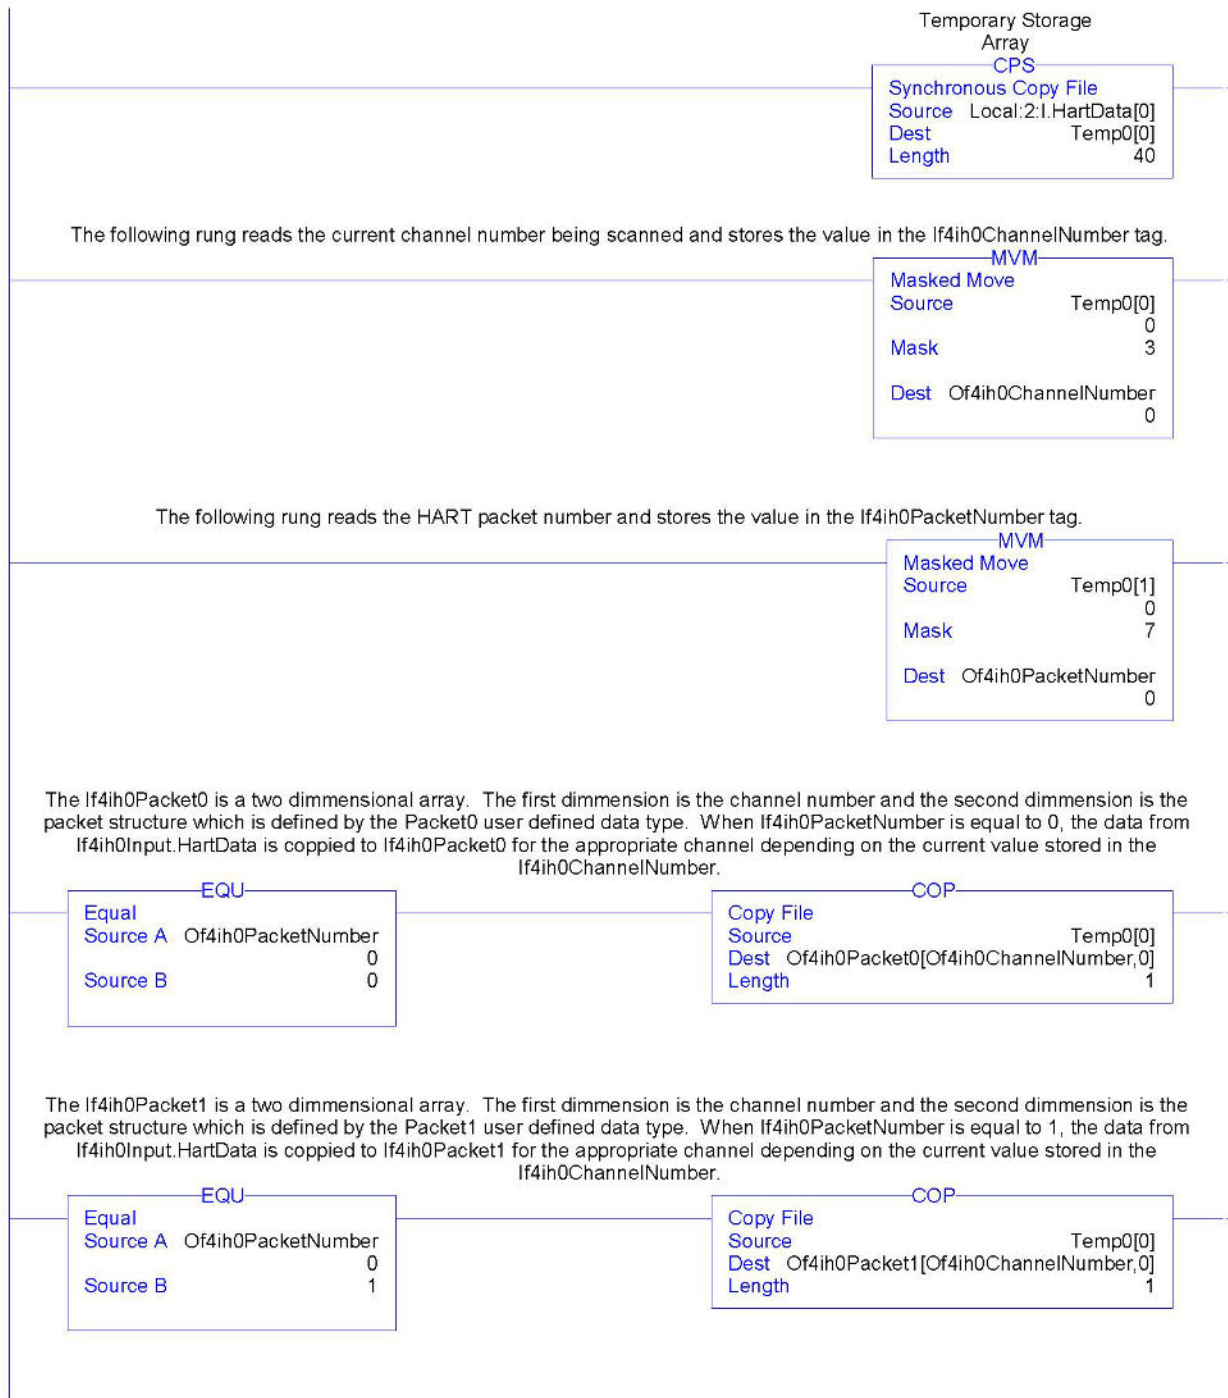 Temporary Storage
Array
CPS
Synchronous Copy File
Source Local:2:I.HartData[0]
Dest Temp0[0]
Length 40
The following rung reads the current channel number being scanned and stores the value in the If4ih0ChannelNumber tag.
MVM
Masked Move
Source Temp0[0]
0
Mask 3
Dest Of4ih0ChannelNumber
0
The following rung reads the HART packet number and stores the value in the If4ih0PacketNumber tag.
MVM
Masked Move
Source Temp0[1]
0
Mask 7
Dest Of4ih0PacketNumber
0
The If4ih0Packet0 is a two dimmensional array. The first dimmension is the channel number and the second dimmension is the
packet structure which is defined by the Packet0 user defined data type. When If4ih0PacketNumber is equal to 0, the data from
If4ih0Input.HartData is coppied to If4ih0Packet0 for the appropriate channel depending on the current value stored in the
If4ih0ChannelNumber.
EQU
Equal
Source A Of4ih0PacketNumber
0
Source B 0
COP
Copy File
Source Temp0[0]
Dest Of4ih0Packet0[Of4ih0ChannelNumber,0]
Length 1
The If4ih0Packet1 is a two dimmensional array. The first dimmension is the channel number and the second dimmension is the
packet structure which is defined by the Packet1 user defined data type. When If4ih0PacketNumber is equal to 1, the data from
If4ih0Input.HartData is coppied to If4ih0Packet1 for the appropriate channel depending on the current value stored in the
If4ih0ChannelNumber.
EQU
Equal
Source A Of4ih0PacketNumber
0
Source B 1
COP
Copy File
Source Temp0[0]
Dest Of4ih0Packet1[Of4ih0ChannelNumber,0]
Length 1